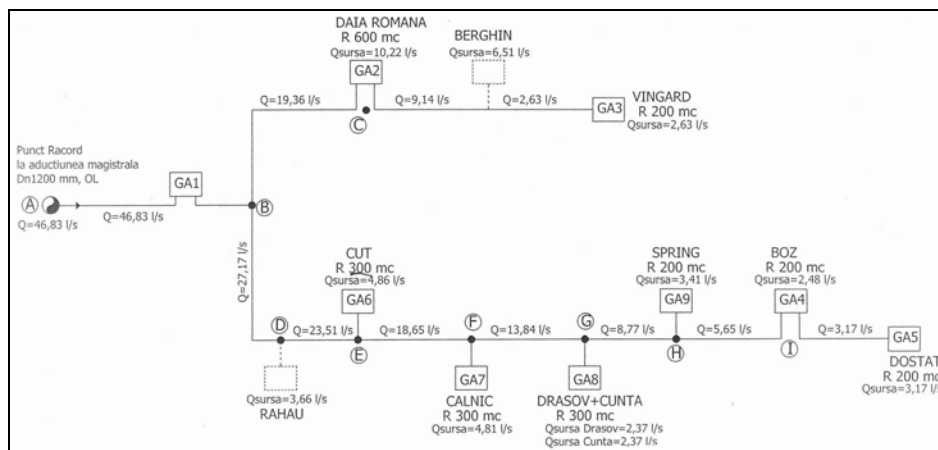 DAIA ROMANA
R 600 mc
Qsursa=10,22 l/s
GA2
BERGHIN
Qsursa=6,51 l/s
Q=19,36 l/s
Q=9,14 l/s
Q=2,63 l/s
C
GA3
VINGARD
R 200 mc
Qsursa=2,63 l/s
Punct Racord
la aductiunea magistrala
Dn1200 mm, OL
GA1
A
B
Q=46,83 l/s
Q=46,83 l/s
Q=27,17 l/s
CUT
R 300 mc
Qsursa=4,86 l/s
GA6
SPRING
R 200 mc
Qsursa=3,41 l/s
GA9
BOZ
R 200 mc
Qsursa=2,48 l/s
GA4
D
Q=23,51 l/s
E
Q=18,65 l/s
F
Q=13,84 l/s
G
Q=8,77 l/s
H
Q=5,65 l/s
I
Q=3,17 l/s
GA5
DOSTAT
R 200 mc
Qsursa=3,17 l/s
Qsursa=3,66 l/s
RAHAU
GA7
CALNIC
R 300 mc
Qsursa=4,81 l/s
GA8
DRASOV+CUNTA
R 300 mc
Qsursa Drasov=2,37 l/s
Qsursa Cunta=2,37 l/s